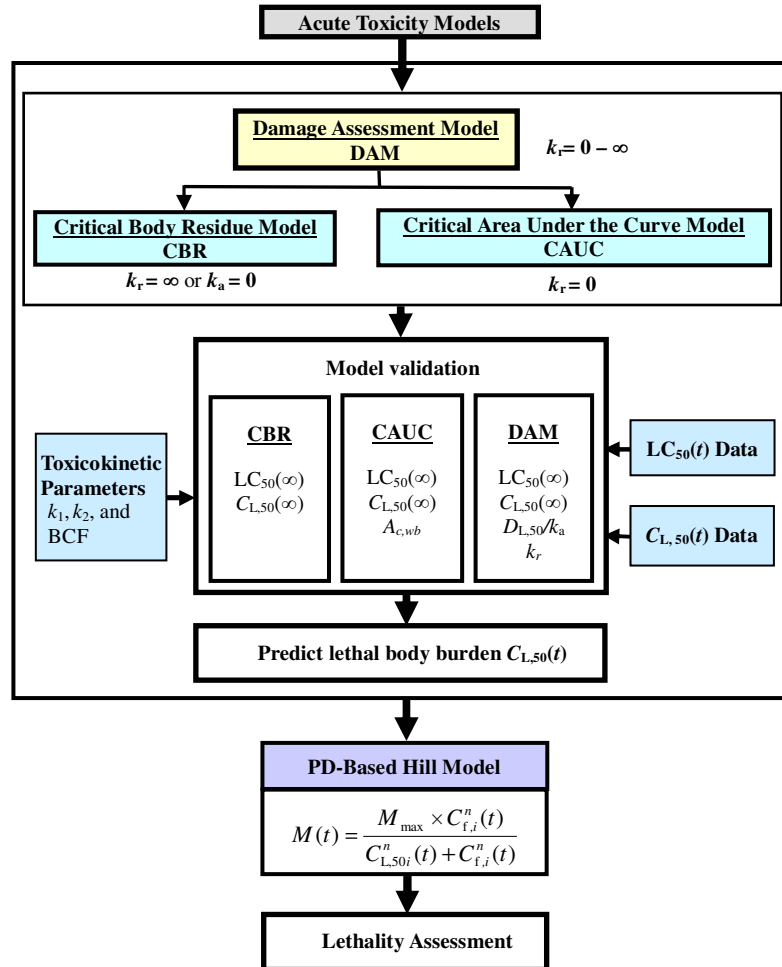 Acute Toxicity Models
Damage Assessment Model
DAM
kr = 0 – ∞
Critical Body Residue Model
CBR
Critical Area Under the Curve Model
CAUC
kr = ∞ or ka = 0
kr = 0
Model validation
CBR
LC50(∞)
CL,50(∞)
CAUC
LC50(∞)
CL,50(∞)
Ac,wb
DAM
LC50(∞)
CL,50(∞)
DL,50/ka
kr
Toxicokinetic
Parameters
k1, k2, and
BCF
LC50(t) Data
CL, 50(t) Data
Predict lethal body burden CL,50(t)
PD-Based Hill Model
M(t) = Mmax × C^n f,i(t) / C^n L,50i(t) + C^n f,i(t)
Lethality Assessment